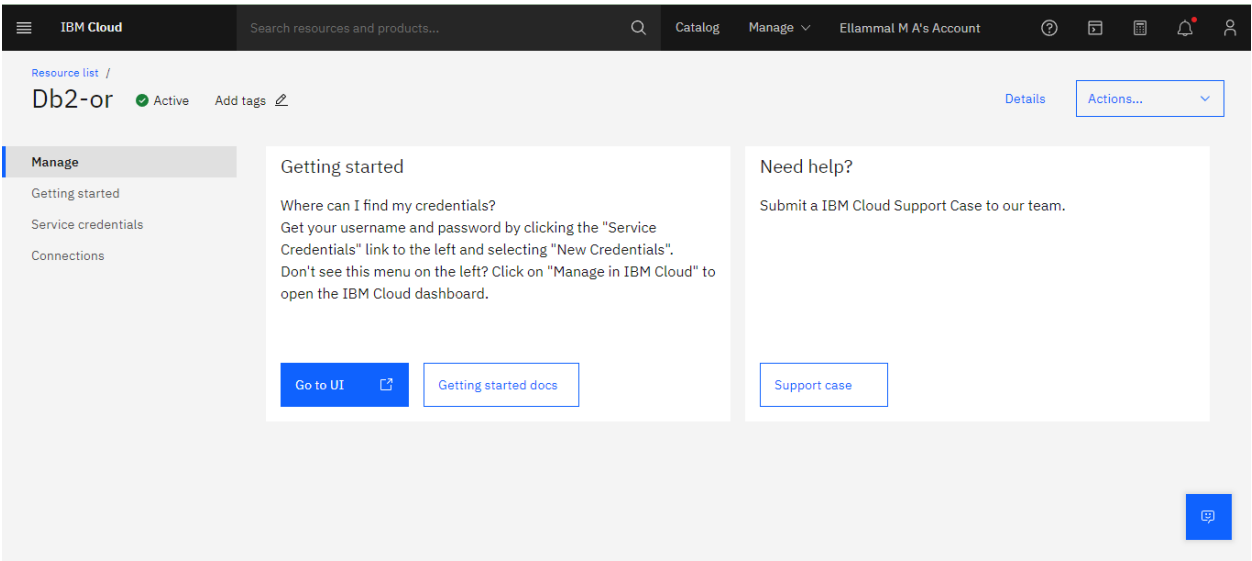 IBM Cloud
Search resources and products...
Catalog
Manage
Ellammal M A's Account
Resource list /
Db2-or
Active
Add tags
Details
Actions...
Manage
Getting started
Service credentials
Connections
Getting started
Where can I find my credentials?
Get your username and password by clicking the "Service
Credentials" link to the left and selecting "New Credentials".
Don't see this menu on the left? Click on "Manage in IBM Cloud" to
open the IBM Cloud dashboard.
Go to UI
Getting started docs
Need help?
Submit a IBM Cloud Support Case to our team.
Support case